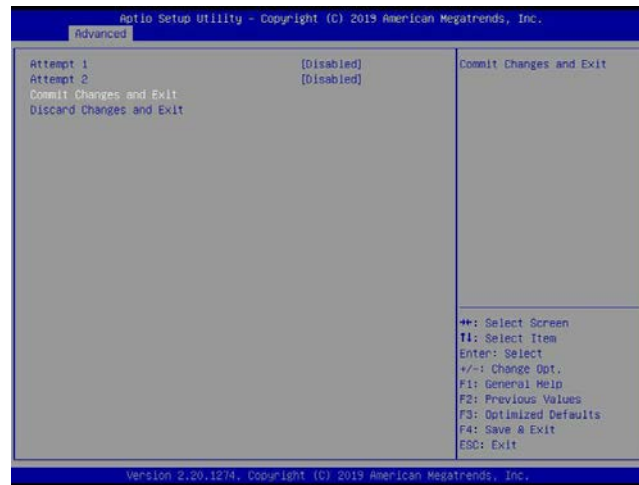 Aptio Setup Utility - Copyright (C) 2019 American Megatrends, Inc.
Advanced
Attempt 1 [Disabled]
Attempt 2 [Disabled]
Commit Changes and Exit
Discard Changes and Exit
Commit Changes and Exit
→←: Select Screen
↑↓: Select Item
Enter: Select
+/-: Change Opt.
F1: General Help
F2: Previous Values
F3: Optimized Defaults
F4: Save & Exit
ESC: Exit
Version 2.20.1274. Copyright (C) 2019 American Megatrends, Inc.